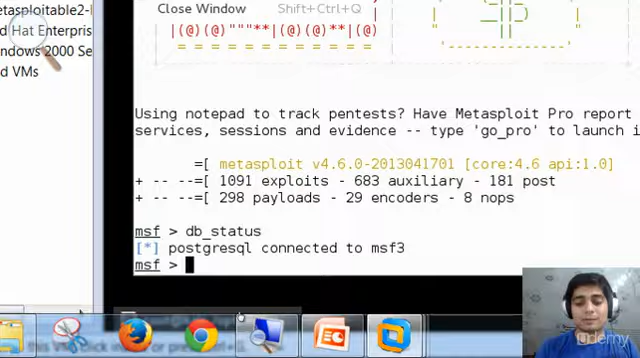 etasploitable2-l
d Hat Enterpris
ndows 2000 Se
d VMs
Close Window Shift+Ctrl+Q
|(@)(@)"""**|(@)(@)**|(@)
= = = = = = = = = = = =
'-------------'
Using notepad to track pentests? Have Metasploit Pro report
services, sessions and evidence -- type 'go_pro' to launch i
=[ metasploit v4.6.0-2013041701 [core:4.6 api:1.0]
+ -- --=[ 1091 exploits - 683 auxiliary - 181 post
+ -- --=[ 298 payloads - 29 encoders - 8 nops
msf > db_status
[*] postgresql connected to msf3
msf >
udemy